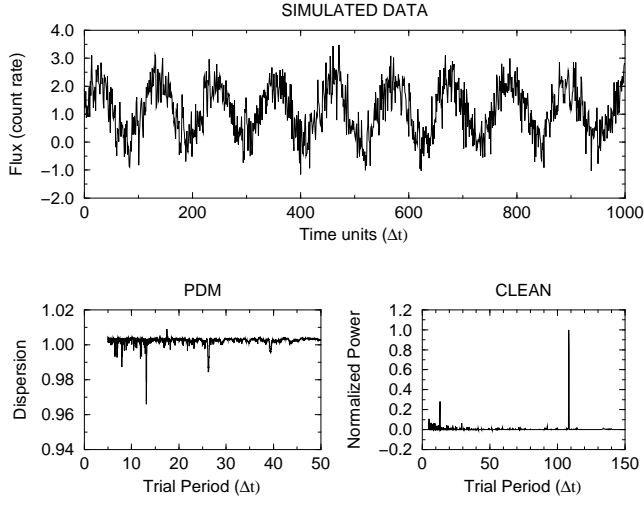 SIMULATED DATA
Flux (count rate)
4.0
3.0
2.0
1.0
0.0
−1.0
−2.0
0 200 400 600 800 1000
Time units (Δt)
PDM
Dispersion
1.02
1.00
0.98
0.96
0.94
0 10 20 30 40 50
Trial Period (Δt)
CLEAN
Normalized Power
1.2
1.0
0.8
0.6
0.4
0.2
0.0
−0.2
0 50 100 150
Trial Period (Δt)